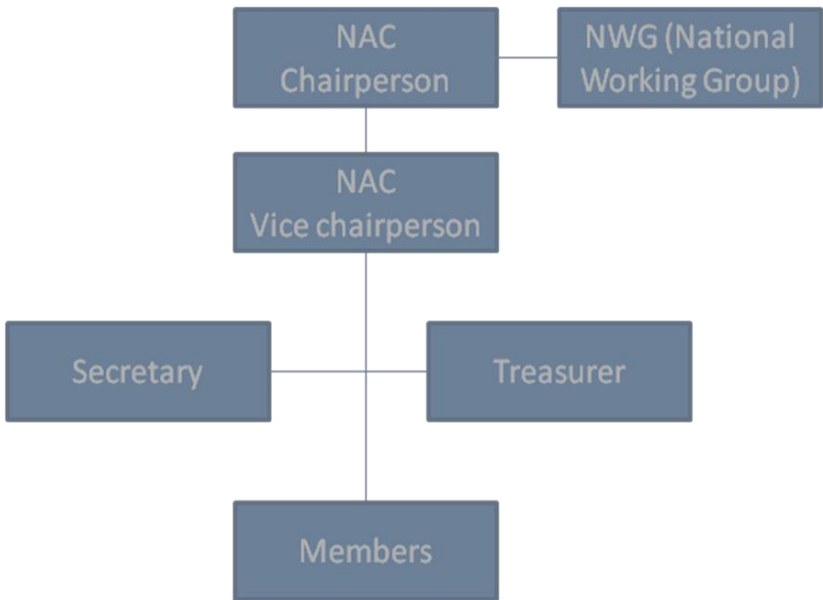 NAC
Chairperson
NWG (National
Working Group)
NAC
Vice chairperson
Secretary
Treasurer
Members